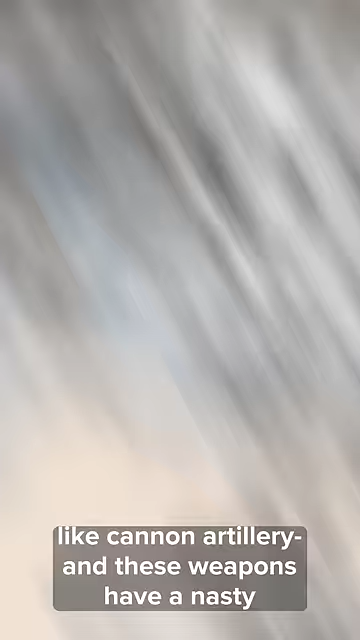 like cannon artillery-
and these weapons
have a nasty